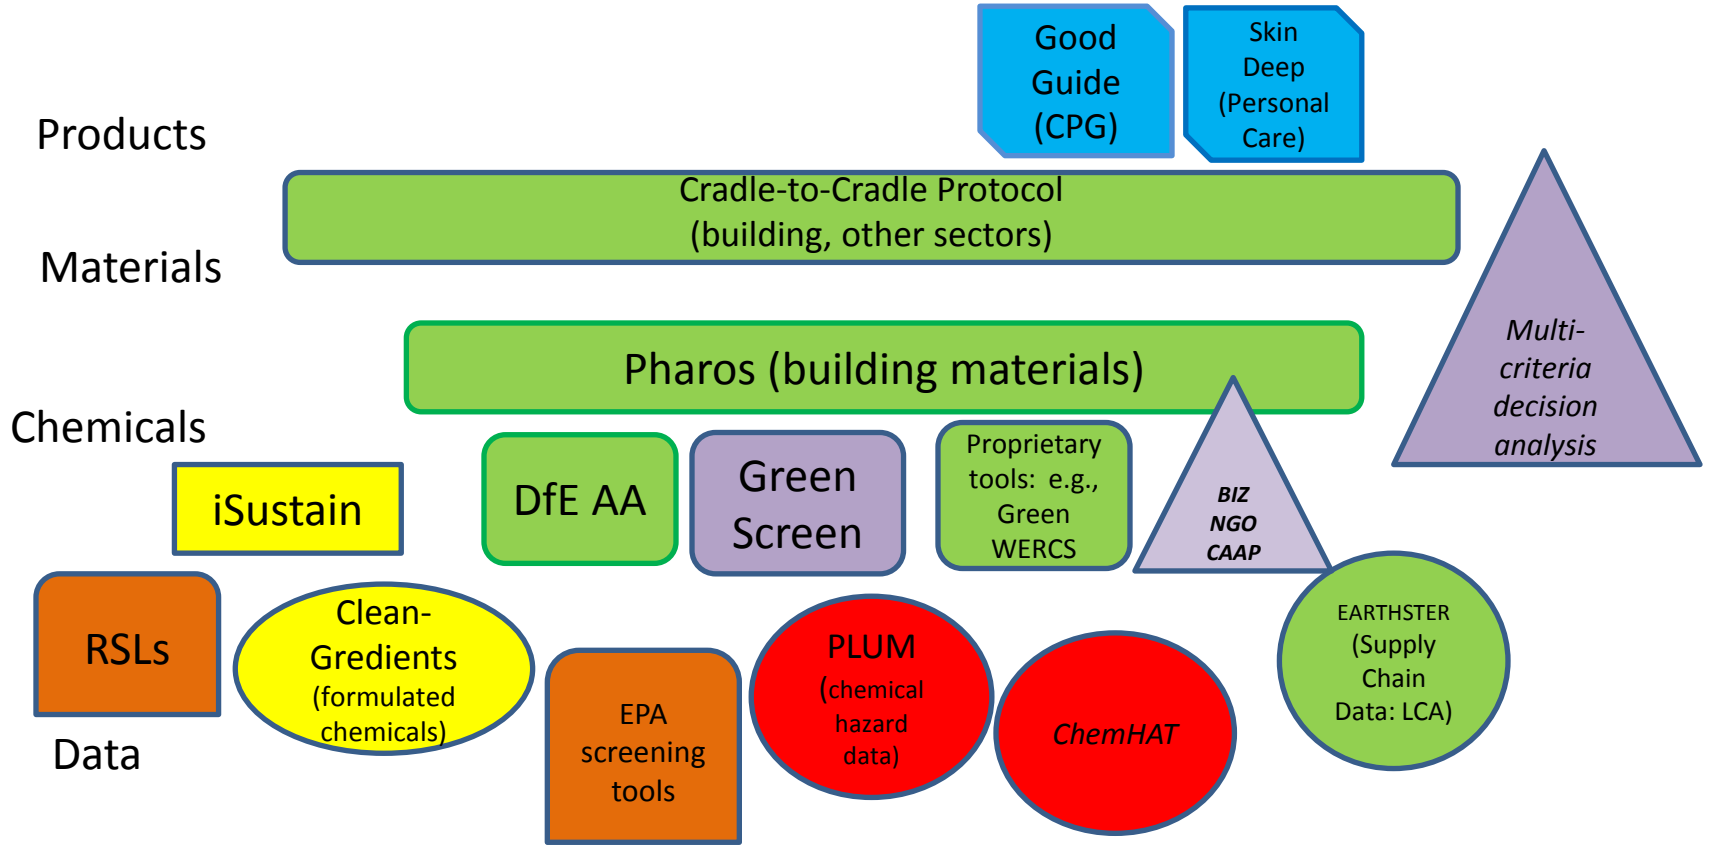 Good
Guide
(CPG)
Skin
Deep
(Personal
Care)
Products
Cradle-to-Cradle Protocol
(building, other sectors)
Materials
Pharos (building materials)
Multi-
criteria
decision
analysis
Chemicals
iSustain
DfE AA
Green
Screen
Proprietary
tools: e.g.,
Green
WERCS
BIZ
NGO
CAAP
RSLs
Clean-
Gredients
(formulated
chemicals)
EPA
screening
tools
PLUM
(chemical
hazard
data)
ChemHAT
EARTHSTER
(Supply
Chain
Data: LCA)
Data